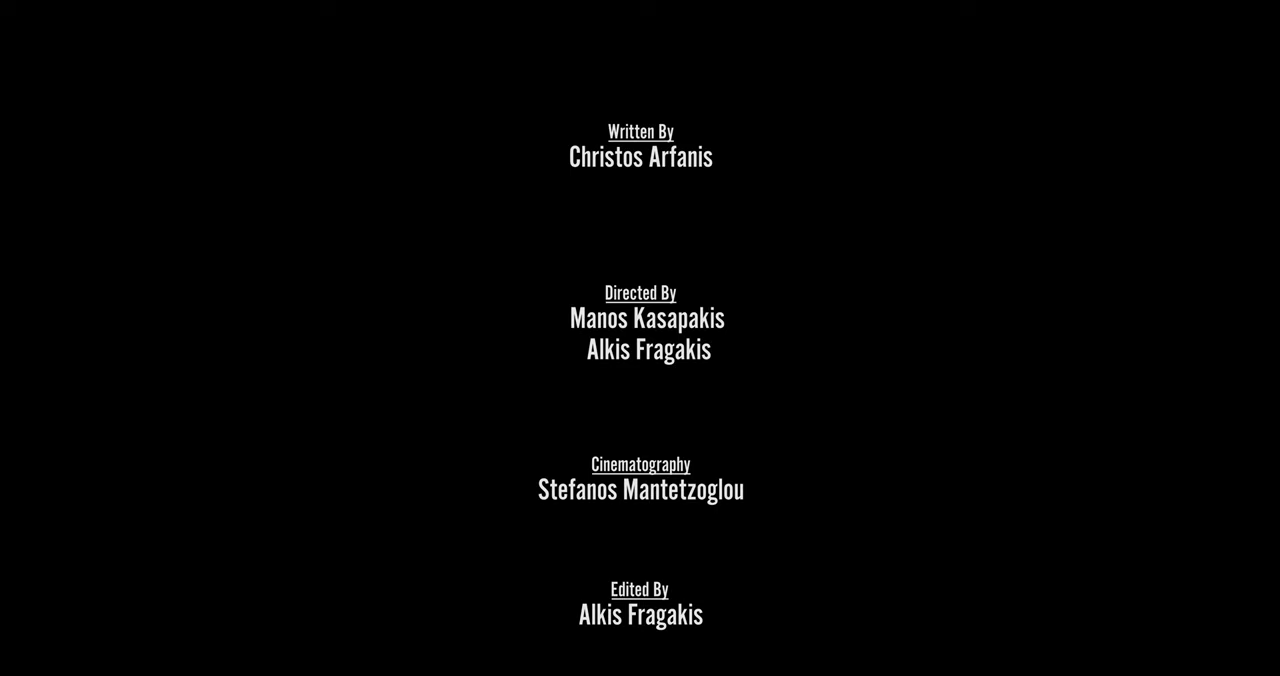 Written By
Christos Arfanis
Directed By
Manos Kasapakis
Alkis Fragakis
Cinematography
Stefanos Mantetzoglou
Edited By
Alkis Fragakis